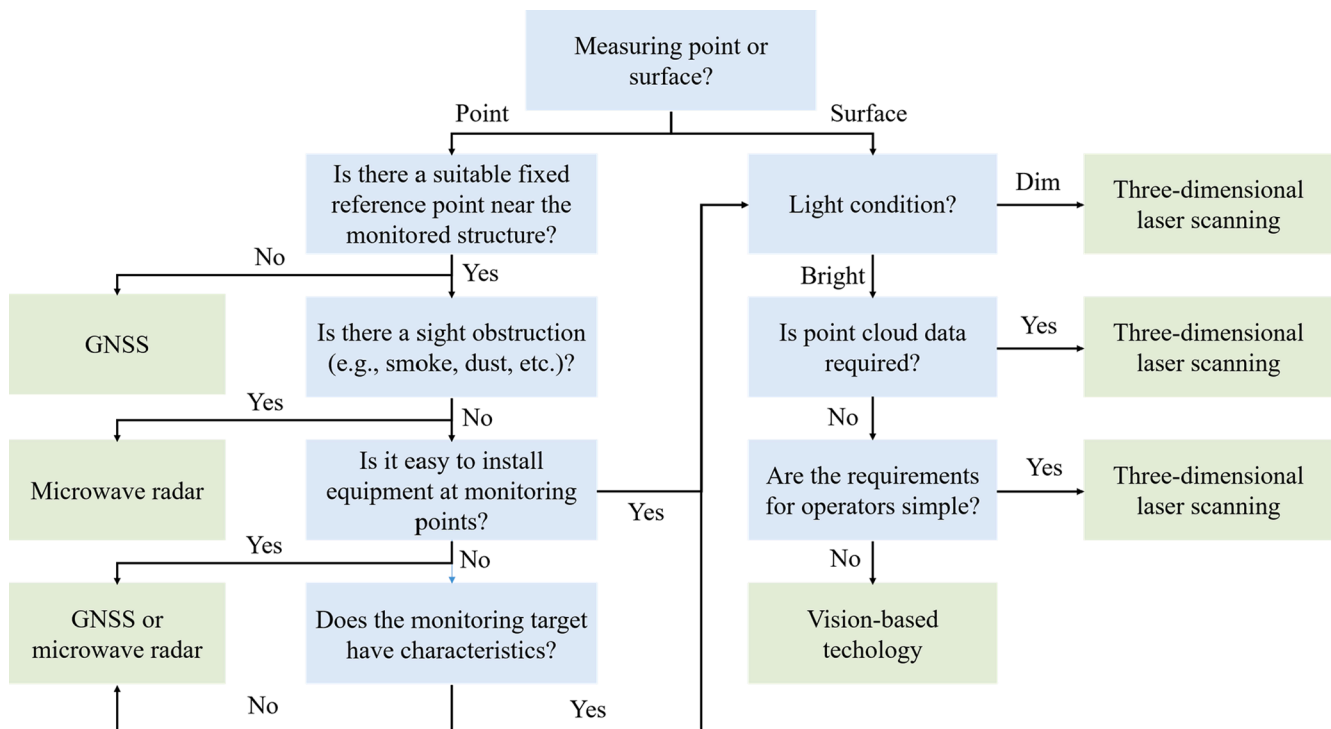 Measuring point or
surface?
Point
Surface
Is there a suitable fixed
reference point near the
monitored structure?
Light condition?
Dim
Three-dimensional
laser scanning
No
Yes
Bright
GNSS
Is there a sight obstruction
(e.g., smoke, dust, etc.)?
Is point cloud data
required?
Yes
Three-dimensional
laser scanning
Yes
No
No
Microwave radar
Is it easy to install
equipment at monitoring
points?
Yes
Are the requirements
for operators simple?
Yes
Three-dimensional
laser scanning
Yes
No
No
GNSS or
microwave radar
Does the monitoring target
have characteristics?
Vision-based
techology
No
Yes